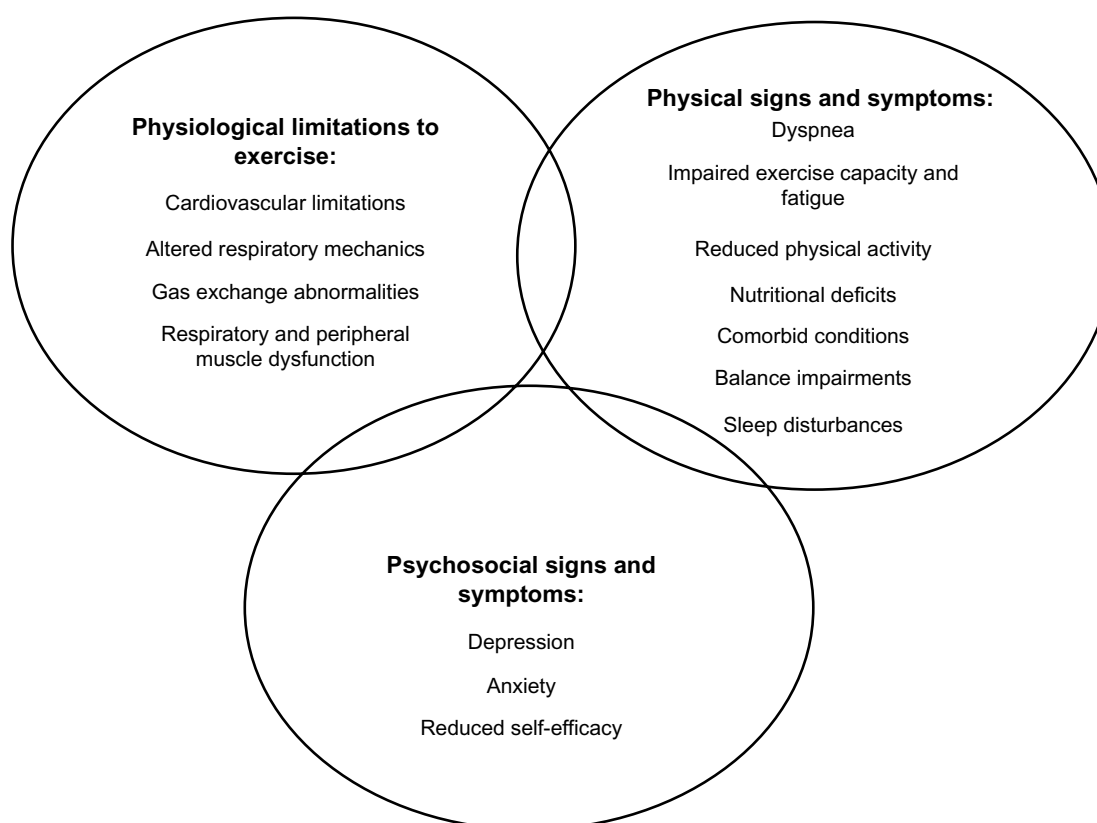 Physiological limitations to
exercise:
Cardiovascular limitations
Altered respiratory mechanics
Gas exchange abnormalities
Respiratory and peripheral
muscle dysfunction
Physical signs and symptoms:
Dyspnea
Impaired exercise capacity and
fatigue
Reduced physical activity
Nutritional deficits
Comorbid conditions
Balance impairments
Sleep disturbances
Psychosocial signs and
symptoms:
Depression
Anxiety
Reduced self-efficacy